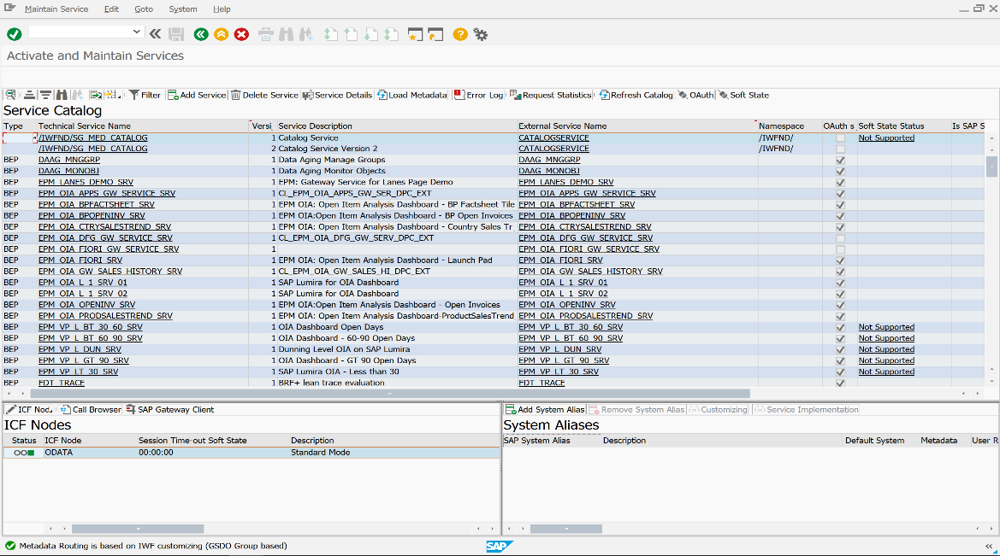 Maintain Service Edit Goto System Help
Activate and Maintain Services
Filter Add Service Delete Service Service Details Load Metadata Error Log Request Statistics Refresh Catalog OAuth Soft State
Service Catalog
Type Technical Service Name Versi Service Description External Service Name Namespace OAuth s Soft State Status Is SAP S
/IWFND/SG_MED_CATALOG 1 Catalog Service CATALOGSERVICE /IWFND/ Not Supported
/IWFND/SG_MED_CATALOG 2 Catalog Service Version 2 CATALOGSERVICE /IWFND/
BEP DAAG_MNGGRP 1 Data Aging Manage Groups DAAG_MNGGRP
BEP DAAG_MONOBJ 1 Data Aging Monitor Objects DAAG_MONOBJ
BEP EPM_LANES_DEMO_SRV 1 EPM: Gateway Service for Lanes Page Demo EPM_LANES_DEMO_SRV
BEP EPM_OIA_APPS_GW_SERVICE_SRV 1 CL_EPM_OIA_APPS_GW_SER_DPC_EXT EPM_OIA_APPS_GW_SERVICE_SRV
BEP EPM_OIA_BPFACTSHEET_SRV 1 EPM OIA: Open Item Analysis Dashboard - BP Factsheet Tile EPM_OIA_BPFACTSHEET_SRV
BEP EPM_OIA_BPOPENINV_SRV 1 EPM OIA:Open Item Analysis Dashboard - BP Open Invoices EPM_OIA_BPOPENINV_SRV
BEP EPM_OIA_CTRYSALESTREND_SRV 1 EPM OIA: Open Item Analysis Dashboard - Country Sales Tr EPM_OIA_CTRYSALESTREND_SRV
BEP EPM_OIA_DFG_GW_SERVICE_SRV 1 CL_EPM_OIA_DFG_GW_SERV_DPC_EXT EPM_OIA_DFG_GW_SERVICE_SRV
BEP EPM_OIA_FIORI_GW_SERVICE_SRV 1 EPM_OIA_FIORI_GW_SERVICE_SRV
BEP EPM_OIA_FIORI_SRV 1 EPM OIA: Open Item Analysis Dashboard - Launch Pad EPM_OIA_FIORI_SRV
BEP EPM_OIA_GW_SALES_HISTORY_SRV 1 CL_EPM_OIA_GW_SALES_HI_DPC_EXT EPM_OIA_GW_SALES_HISTORY_SRV
BEP EPM_OIA_L_1_SRV_01 1 SAP Lumira for OIA Dashboard EPM_OIA_L_1_SRV_01
BEP EPM_OIA_L_1_SRV_02 1 SAP Lumira for OIA Dashboard EPM_OIA_L_1_SRV_02
BEP EPM_OIA_OPENINV_SRV 1 EPM OIA:Open Item Analysis Dashboard - Open Invoices EPM_OIA_OPENINV_SRV
BEP EPM_OIA_PRODSALESTREND_SRV 1 EPM OIA: Open Item Analysis Dashboard-ProductSalesTrend EPM_OIA_PRODSALESTREND_SRV
BEP EPM_VP_L_BT_30_60_SRV 1 OIA Dashboard Open Days EPM_VP_L_BT_30_60_SRV Not Supported
BEP EPM_VP_L_BT_60_90_SRV 1 OIA Dashboard - 60-90 Open Days EPM_VP_L_BT_60_90_SRV Not Supported
BEP EPM_VP_L_DUN_SRV 1 Dunning Level OIA on SAP Lumira EPM_VP_L_DUN_SRV Not Supported
BEP EPM_VP_L_GT_90_SRV 1 OIA Dashboard - GT 90 Open Days EPM_VP_L_GT_90_SRV Not Supported
BEP EPM_VP_LT_30_SRV 1 SAP Lumira OIA - Less than 30 EPM_VP_LT_30_SRV Not Supported
BEP FDT_TRACE 1 BRF+ lean trace evaluation FDT_TRACE
ICF Nod Call Browser SAP Gateway Client
ICF Nodes
Status ICF Node Session Time-out Soft State Description
ODATA 00:00:00 Standard Mode
Add System Alias Remove System Alias Customizing Service Implementation
System Aliases
SAP System Alias Description Default System Metadata User R
Metadata Routing is based on IWF customizing (GSDO Group based)
SAP